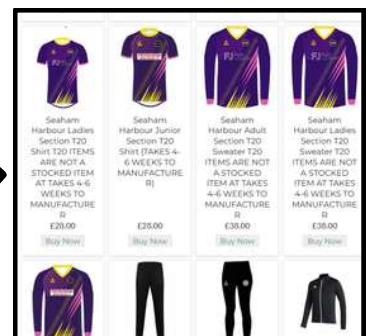 Seaham
Harbour Ladies
Section T20
Shirt T20 ITEMS
ARE NOT A
STOCKED ITEM
AT TAKES 4-6
WEEKS TO
MANUFACTURE
R
£28.00
Buy Now
Seaham
Harbour Junior
Section T20
Shirt (TAKES 4-
6 WEEKS TO
MANUFACTURE
R)
£25.00
Buy Now
Seaham
Harbour Adult
Section T20
Sweater T20
ITEMS ARE NOT
A STOCKED
ITEM AT TAKES
4-6 WEEKS TO
MANUFACTURE
R
£38.00
Buy Now
Seaham
Harbour Ladies
Section T20
Sweater T20
ITEMS ARE NOT
A STOCKED
ITEM AT TAKES
4-6 WEEKS TO
MANUFACTURE
R
£38.00
Buy Now